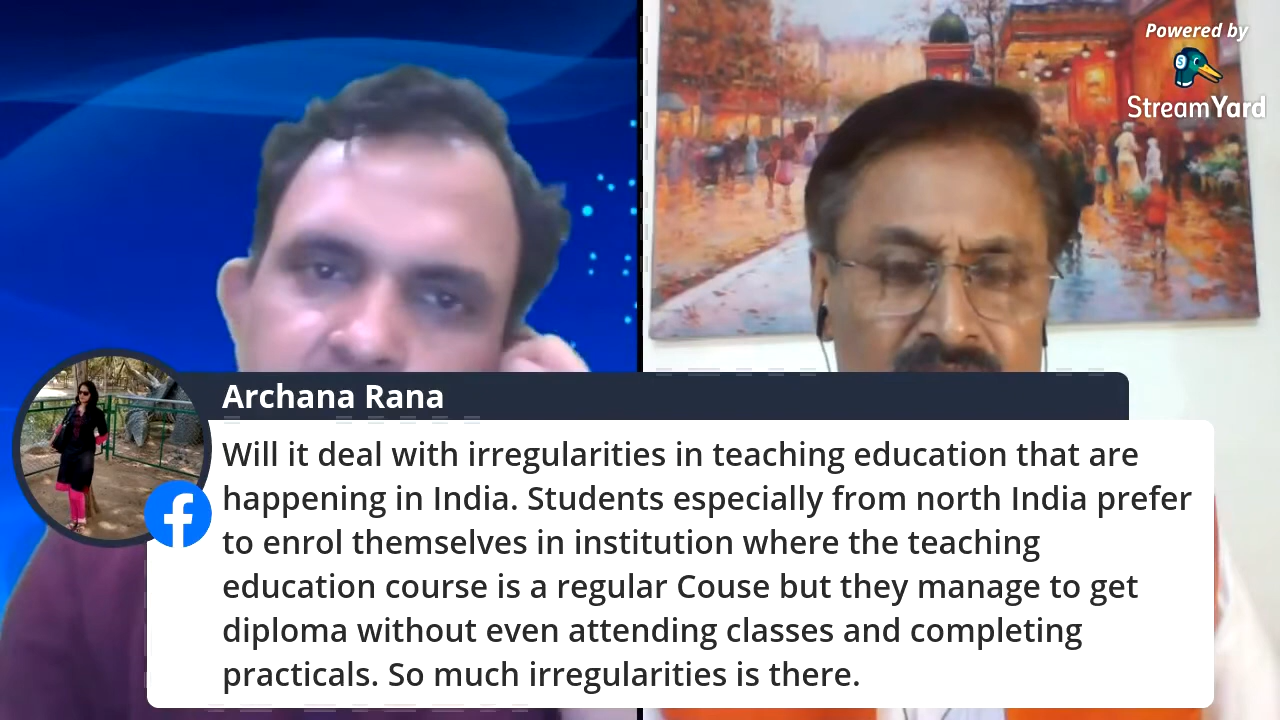 Powered by
StreamYard
Archana Rana
Will it deal with irregularities in teaching education that are
happening in India. Students especially from north India prefer
to enrol themselves in institution where the teaching
education course is a regular Couse but they manage to get
diploma without even attending classes and completing
practicals. So much irregularities is there.